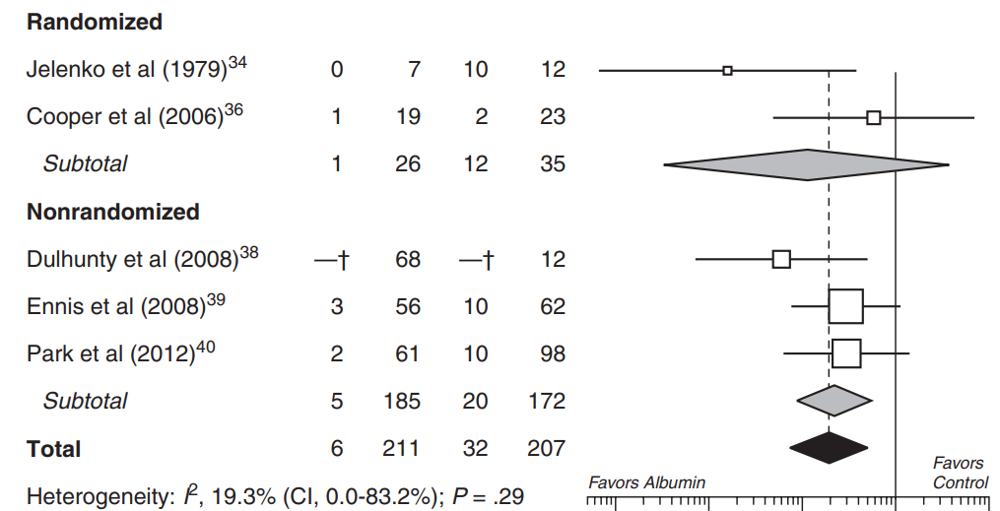 Randomized
Jelenko et al (1979)34 0 7 10 12
Cooper et al (2006)36 1 19 2 23
Subtotal 1 26 12 35
Nonrandomized
Dulhunty et al (2008)38 —† 68 —† 12
Ennis et al (2008)39 3 56 10 62
Park et al (2012)40 2 61 10 98
Subtotal 5 185 20 172
Total 6 211 32 207
Heterogeneity: I², 19.3% (CI, 0.0-83.2%); P = .29
Favors Albumin
Favors
Control